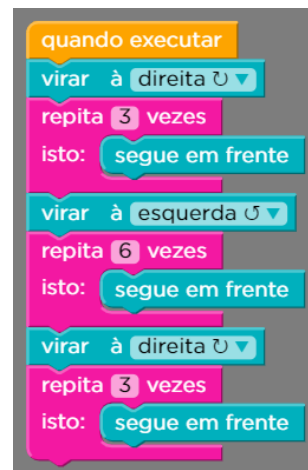 quando executar
virar à direita ↻ ▼
repita 3 vezes
isto: segue em frente
virar à esquerda ↺ ▼
repita 6 vezes
isto: segue em frente
virar à direita ↻ ▼
repita 3 vezes
isto: segue em frente